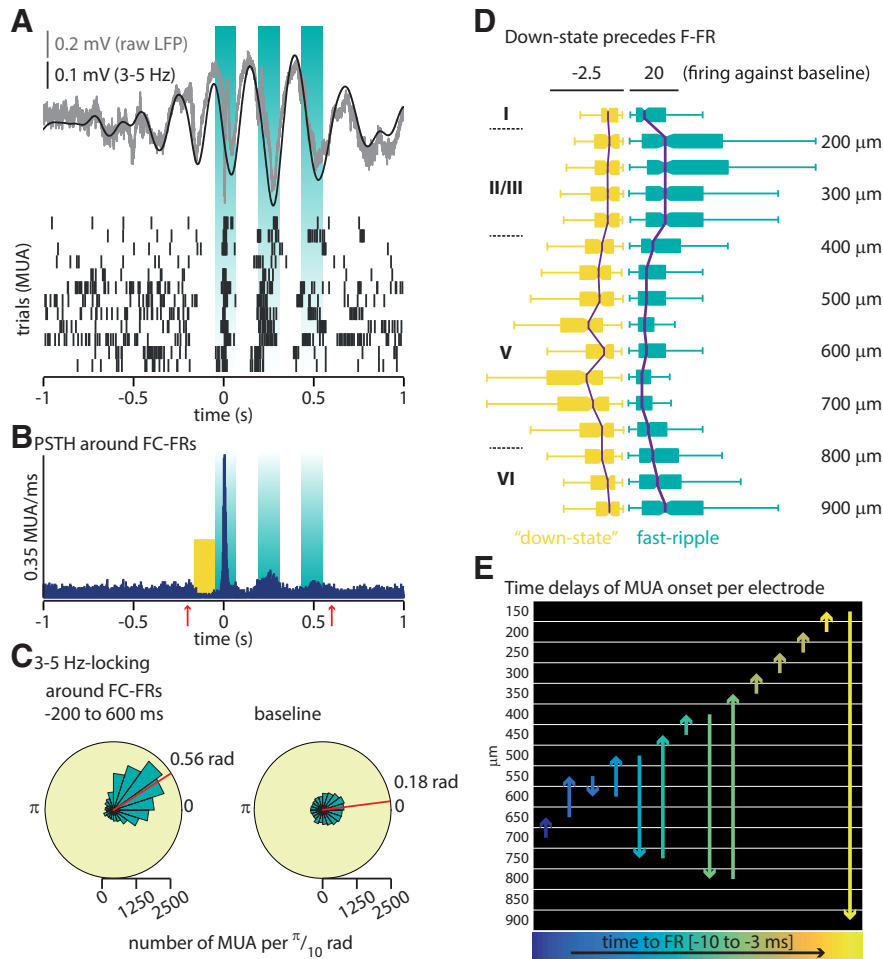 A
0.2 mV (raw LFP)
0.1 mV (3-5 Hz)
trials (MUA)
-1 -0.5 0 0.5 1
time (s)
B
PSTH around FC-FRs
0.35 MUA/ms
-1 -0.5 0 0.5 1
time (s)
C
3-5 Hz-locking
around FC-FRs
-200 to 600 ms
baseline
0.56 rad
π
0
0.18 rad
π
0
0 1250 2500
0 1250 2500
number of MUA per π/10 rad
D
Down-state precedes F-FR
-2.5 20 (firing against baseline)
I
200 µm
II/III
300 µm
400 µm
500 µm
V
600 µm
700 µm
800 µm
VI
900 µm
"down-state" fast-ripple
E
Time delays of MUA onset per electrode
µm
150
200
250
300
350
400
450
500
550
600
650
700
750
800
850
900
time to FR [-10 to -3 ms]